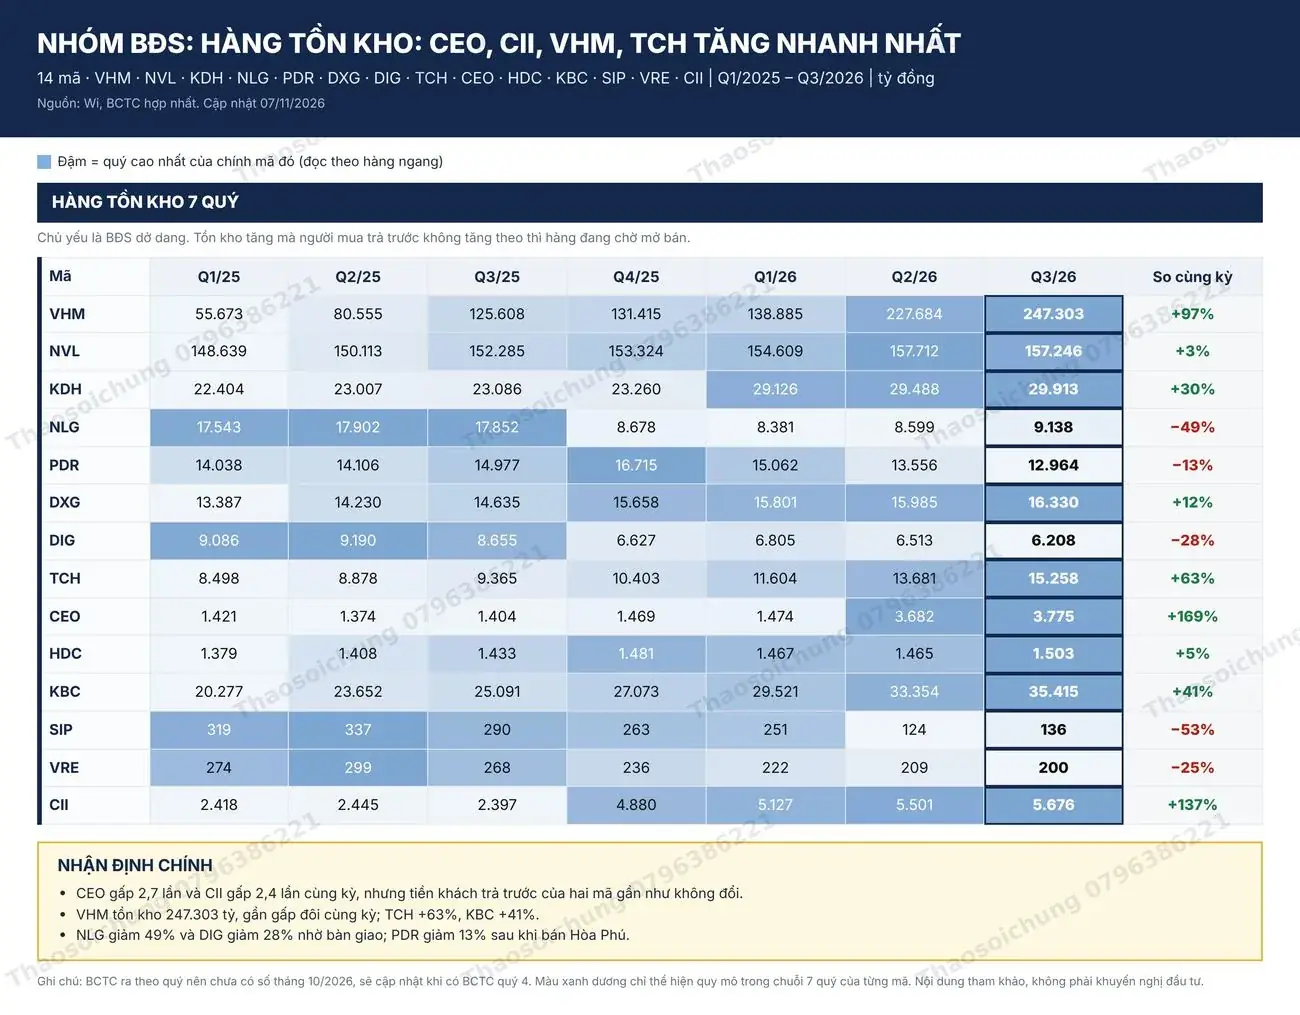 NHÓM BĐS: HÀNG TỒN KHO: CEO, CII, VHM, TCH TĂNG NHANH NHẤT
14 mã · VHM · NVL · KDH · NLG · PDR · DXG · DIG · TCH · CEO · HDC · KBC · SIP · VRE · CII | Q1/2025 – Q3/2026 | tỷ đồng
Nguồn: Wi, BCTC hợp nhất. Cập nhật 07/11/2026
Đậm = quý cao nhất của chính mã đó (đọc theo hàng ngang)
HÀNG TỒN KHO 7 QUÝ
Chủ yếu là BĐS dở dang. Tồn kho tăng mà người mua trả trước không tăng theo thì hàng đang chờ mở bán.
Mã Q1/25 Q2/25 Q3/25 Q4/25 Q1/26 Q2/26 Q3/26 So cùng kỳ
VHM 55.673 80.555 125.608 131.415 138.885 227.684 247.303 +97%
NVL 148.639 150.113 152.285 153.324 154.609 157.712 157.246 +3%
KDH 22.404 23.007 23.086 23.260 29.126 29.488 29.913 +30%
NLG 17.543 17.902 17.852 8.678 8.381 8.599 9.138 −49%
PDR 14.038 14.106 14.977 16.715 15.062 13.556 12.964 −13%
DXG 13.387 14.230 14.635 15.658 15.801 15.985 16.330 +12%
DIG 9.086 9.190 8.655 6.627 6.805 6.513 6.208 −28%
TCH 8.498 8.878 9.365 10.403 11.604 13.681 15.258 +63%
CEO 1.421 1.374 1.404 1.469 1.474 3.682 3.775 +169%
HDC 1.379 1.408 1.433 1.481 1.467 1.465 1.503 +5%
KBC 20.277 23.652 25.091 27.073 29.521 33.354 35.415 +41%
SIP 319 337 290 263 251 124 136 −53%
VRE 274 299 268 236 222 209 200 −25%
CII 2.418 2.445 2.397 4.880 5.127 5.501 5.676 +137%
NHẬN ĐỊNH CHÍNH
• CEO gấp 2,7 lần và CII gấp 2,4 lần cùng kỳ, nhưng tiền khách trả trước của hai mã gần như không đổi.
• VHM tồn kho 247.303 tỷ, gần gấp đôi cùng kỳ; TCH +63%, KBC +41%.
• NLG giảm 49% và DIG giảm 28% nhờ bàn giao; PDR giảm 13% sau khi bán Hòa Phú.
Ghi chú: BCTC ra theo quý nên chưa có số tháng 10/2026, sẽ cập nhật khi có BCTC quý 4. Màu xanh dương chỉ thể hiện quy mô trong chuỗi 7 quý của từng mã. Nội dung tham khảo, không phải khuyến nghị đầu tư.
Thaosoichung 0796386221